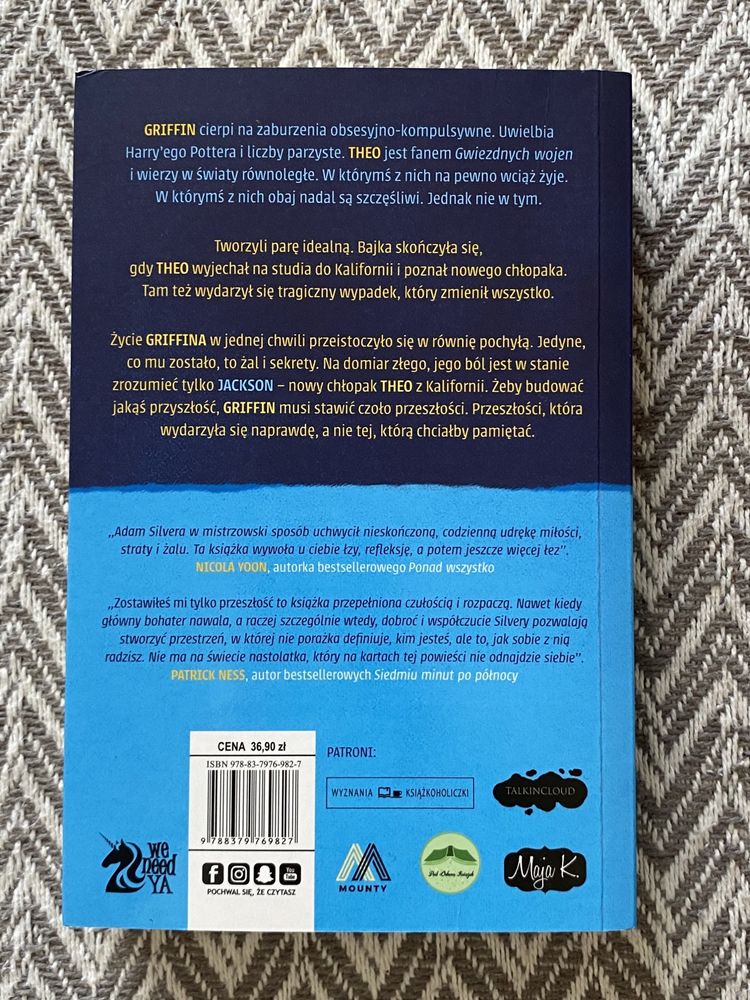 GRIFFIN cierpi na zaburzenia obsesyjno-kompulsywne. Uwielbia
Harry'ego Pottera i liczby parzyste. THEO jest fanem Gwiezdnych wojen
i wierzy w światy równoległe. W którymś z nich na pewno wciąż żyje.
W którymś z nich obaj nadal są szczęśliwi. Jednak nie w tym.
Tworzyli parę idealną. Bajka skończyła się,
gdy THEO wyjechał na studia do Kalifornii i poznał nowego chłopaka.
Tam też wydarzył się tragiczny wypadek, który zmienił wszystko.
Życie GRIFFINA w jednej chwili przeistoczyło się w równię pochyłą. Jedyne,
co mu zostało, to żal i sekrety. Na domiar złego, jego ból jest w stanie
zrozumieć tylko JACKSON – nowy chłopak THEO z Kalifornii. Żeby budować
jakąś przyszłość, GRIFFIN musi stawić czoło przeszłości. Przeszłości, która
wydarzyła się naprawdę, a nie tej, którą chciałby pamiętać.
„Adam Silvera w mistrzowski sposób uchwycił nieskończoną, codzienną udrękę miłości,
straty i żalu. Ta książka wywoła u ciebie łzy, refleksję, a potem jeszcze więcej łez”.
NICOLA YOON, autorka bestsellerowego Ponad wszystko
„Zostawiłeś mi tylko przeszłość to książka przepełniona czułością i rozpaczą. Nawet kiedy
główny bohater nawala, a raczej szczególnie wtedy, dobroć i współczucie Silvery pozwalają
stworzyć przestrzeń, w której nie porażka definiuje, kim jesteś, ale to, jak sobie z nią
radzisz. Nie ma na świecie nastolatka, który na kartach tej powieści nie odnajdzie siebie”.
PATRICK NESS, autor bestsellerowych Siedmiu minut po północy
CENA 36,90 zł
ISBN 978-83-7976-982-7
9 788379 769827
POCHWAL SIĘ, ŻE CZYTASZ
You Tube
we need YA
PATRONI:
WYZNANIA KSIĄŻKOHOLICZKI
TALKINCLOUD
MOUNTY
Pod Osłoną Książek
Maja K.